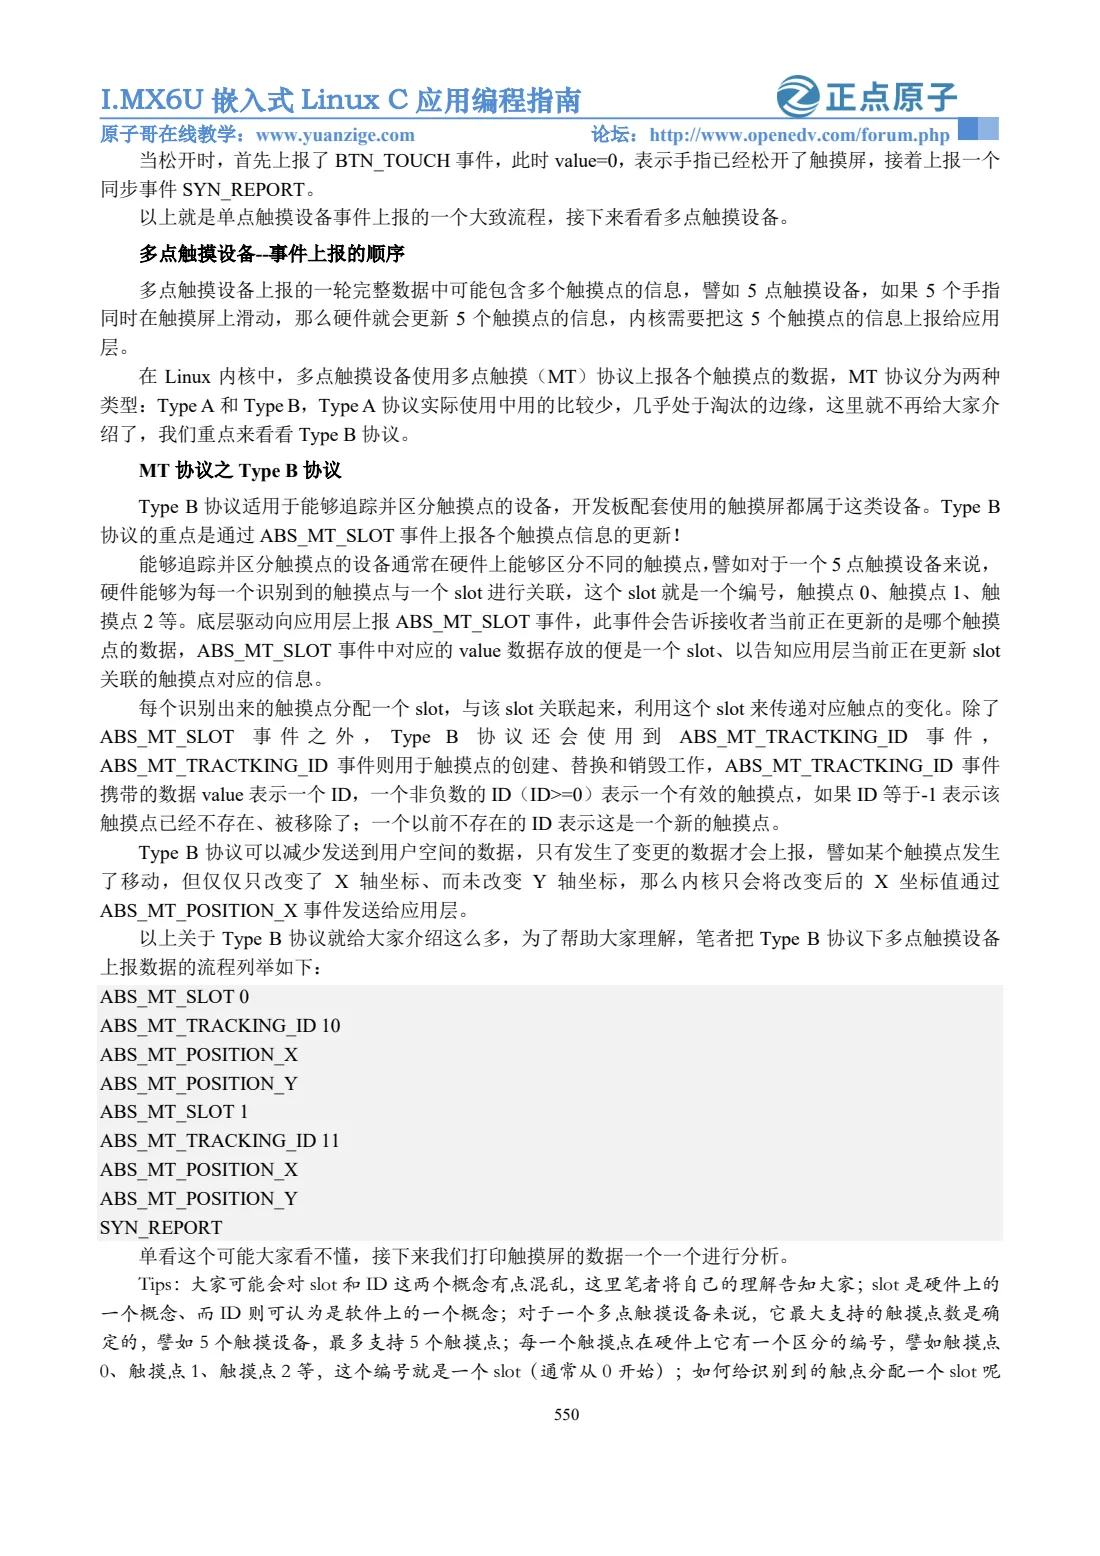 I.MX6U 嵌入式 Linux C 应用编程指南
正点原子
原子哥在线教学：www.yuanzige.com 论坛：http://www.openedv.com/forum.php
当松开时，首先上报了 BTN_TOUCH 事件，此时 value=0，表示手指已经松开了触摸屏，接着上报一个
同步事件 SYN_REPORT。
以上就是单点触摸设备事件上报的一个大致流程，接下来看看多点触摸设备。
多点触摸设备--事件上报的顺序
多点触摸设备上报的一轮完整数据中可能包含多个触摸点的信息，譬如 5 点触摸设备，如果 5 个手指
同时在触摸屏上滑动，那么硬件就会更新 5 个触摸点的信息，内核需要把这 5 个触摸点的信息上报给应用
层。
在 Linux 内核中，多点触摸设备使用多点触摸（MT）协议上报各个触摸点的数据，MT 协议分为两种
类型：Type A 和 Type B，Type A 协议实际使用中用的比较少，几乎处于淘汰的边缘，这里就不再给大家介
绍了，我们重点来看看 Type B 协议。
MT 协议之 Type B 协议
Type B 协议适用于能够追踪并区分触摸点的设备，开发板配套使用的触摸屏都属于这类设备。Type B
协议的重点是通过 ABS_MT_SLOT 事件上报各个触摸点信息的更新！
能够追踪并区分触摸点的设备通常在硬件上能够区分不同的触摸点，譬如对于一个 5 点触摸设备来说，
硬件能够为每一个识别到的触摸点与一个 slot 进行关联，这个 slot 就是一个编号，触摸点 0、触摸点 1、触
摸点 2 等。底层驱动向应用层上报 ABS_MT_SLOT 事件，此事件会告诉接收者当前正在更新的是哪个触摸
点的数据，ABS_MT_SLOT 事件中对应的 value 数据存放的便是一个 slot、以告知应用层当前正在更新 slot
关联的触摸点对应的信息。
每个识别出来的触摸点分配一个 slot，与该 slot 关联起来，利用这个 slot 来传递对应触点的变化。除了
ABS_MT_SLOT 事件之外，Type B 协议还会使用到 ABS_MT_TRACTKING_ID 事件，
ABS_MT_TRACTKING_ID 事件则用于触摸点的创建、替换和销毁工作，ABS_MT_TRACTKING_ID 事件
携带的数据 value 表示一个 ID，一个非负数的 ID（ID>=0）表示一个有效的触摸点，如果 ID 等于-1 表示该
触摸点已经不存在、被移除了；一个以前不存在的 ID 表示这是一个新的触摸点。
Type B 协议可以减少发送到用户空间的数据，只有发生了变更的数据才会上报，譬如某个触摸点发生
了移动，但仅仅只改变了 X 轴坐标、而未改变 Y 轴坐标，那么内核只会将改变后的 X 坐标值通过
ABS_MT_POSITION_X 事件发送给应用层。
以上关于 Type B 协议就给大家介绍这么多，为了帮助大家理解，笔者把 Type B 协议下多点触摸设备
上报数据的流程列举如下：
ABS_MT_SLOT 0
ABS_MT_TRACKING_ID 10
ABS_MT_POSITION_X
ABS_MT_POSITION_Y
ABS_MT_SLOT 1
ABS_MT_TRACKING_ID 11
ABS_MT_POSITION_X
ABS_MT_POSITION_Y
SYN_REPORT
单看这个可能大家看不懂，接下来我们打印触摸屏的数据一个一个进行分析。
Tips：大家可能会对 slot 和 ID 这两个概念有点混乱，这里笔者将自己的理解告知大家；slot 是硬件上的
一个概念、而 ID 则可认为是软件上的一个概念；对于一个多点触摸设备来说，它最大支持的触摸点数是确
定的，譬如 5 个触摸设备，最多支持 5 个触摸点；每一个触摸点在硬件上它有一个区分的编号，譬如触摸点
0、触摸点 1、触摸点 2 等，这个编号就是一个 slot（通常从 0 开始）；如何给识别到的触点分配一个 slot 呢
550